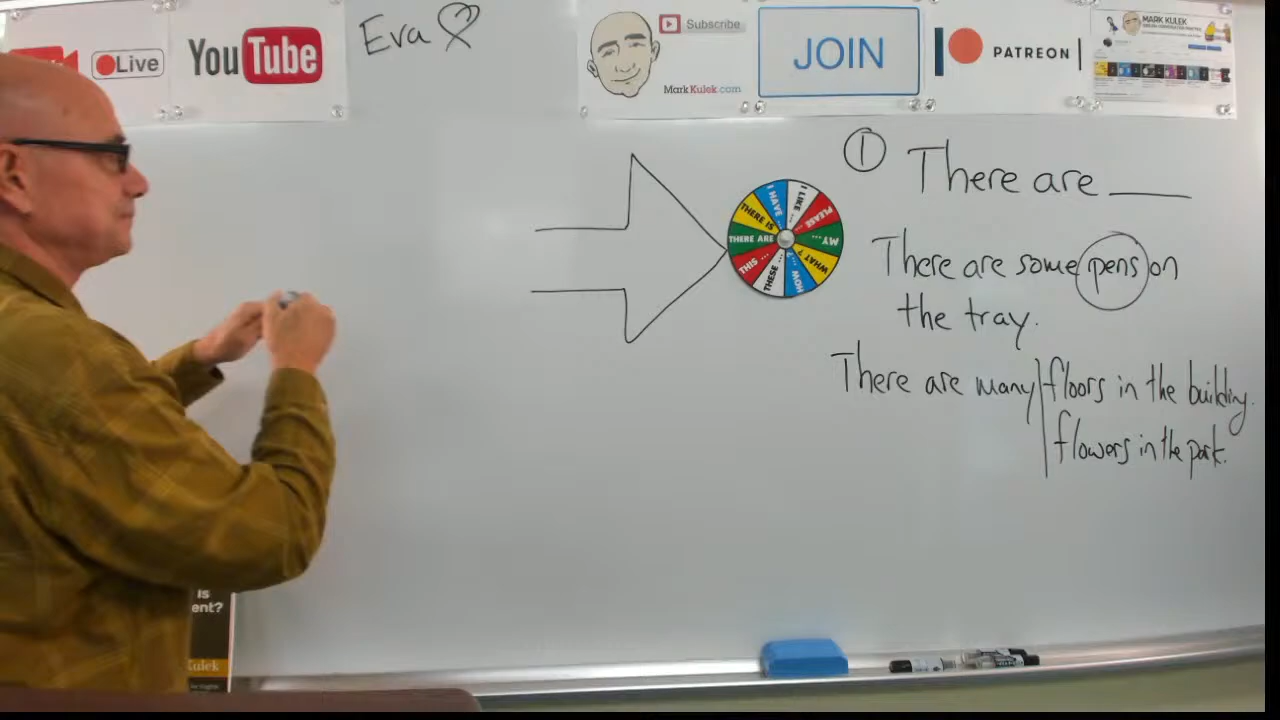 Live
YouTube
Eva
Subscribe
MarkKulek.com
JOIN
PATREON
MARK KULEK
① There are ____
There are some pens on
the tray.
There are many floors in the building.
flowers in the park.
I HAVE ...
I LIKE ...
PLEASE ...
MY ...
WHAT ?
HOW ...?
THESE ...
THIS ...
THERE ARE
THERE IS
is
ent?
Kulek